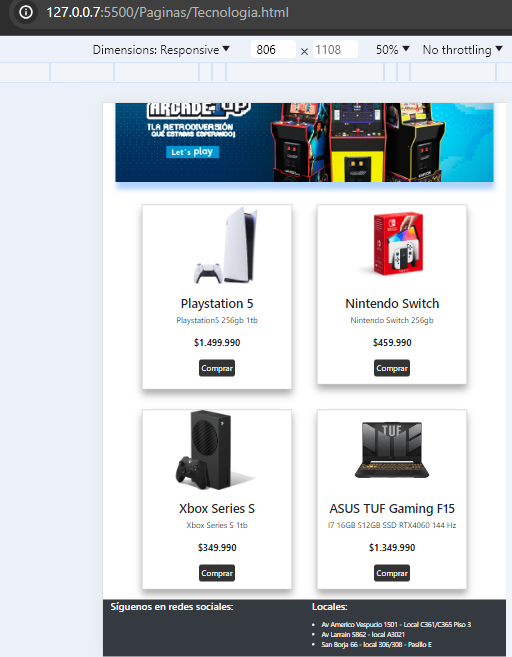 127.0.0.7:5500/Paginas/Tecnologia.html
Dimensions: Responsive 806 × 1108 50% No throttling
ARCADE1UP
¡LA RETRODIVERSIÓN
QUE ESTABAS ESPERANDO!
Let's play
Playstation 5
Playstation5 256gb 1tb
$1.499.990
Comprar
Nintendo Switch
Nintendo Switch 256gb
$459.990
Comprar
Xbox Series S
Xbox Series S 1tb
$349.990
Comprar
TUF
ASUS TUF Gaming F15
I7 16GB 512GB SSD RTX4060 144 Hz
$1.349.990
Comprar
Síguenos en redes sociales:
Locales:
Av Americo Vespucio 1501 - Local C361/C365 Piso 3
Av Larrain 5862 - local A3021
San Borja 66 - local 306/308 - Pasillo E